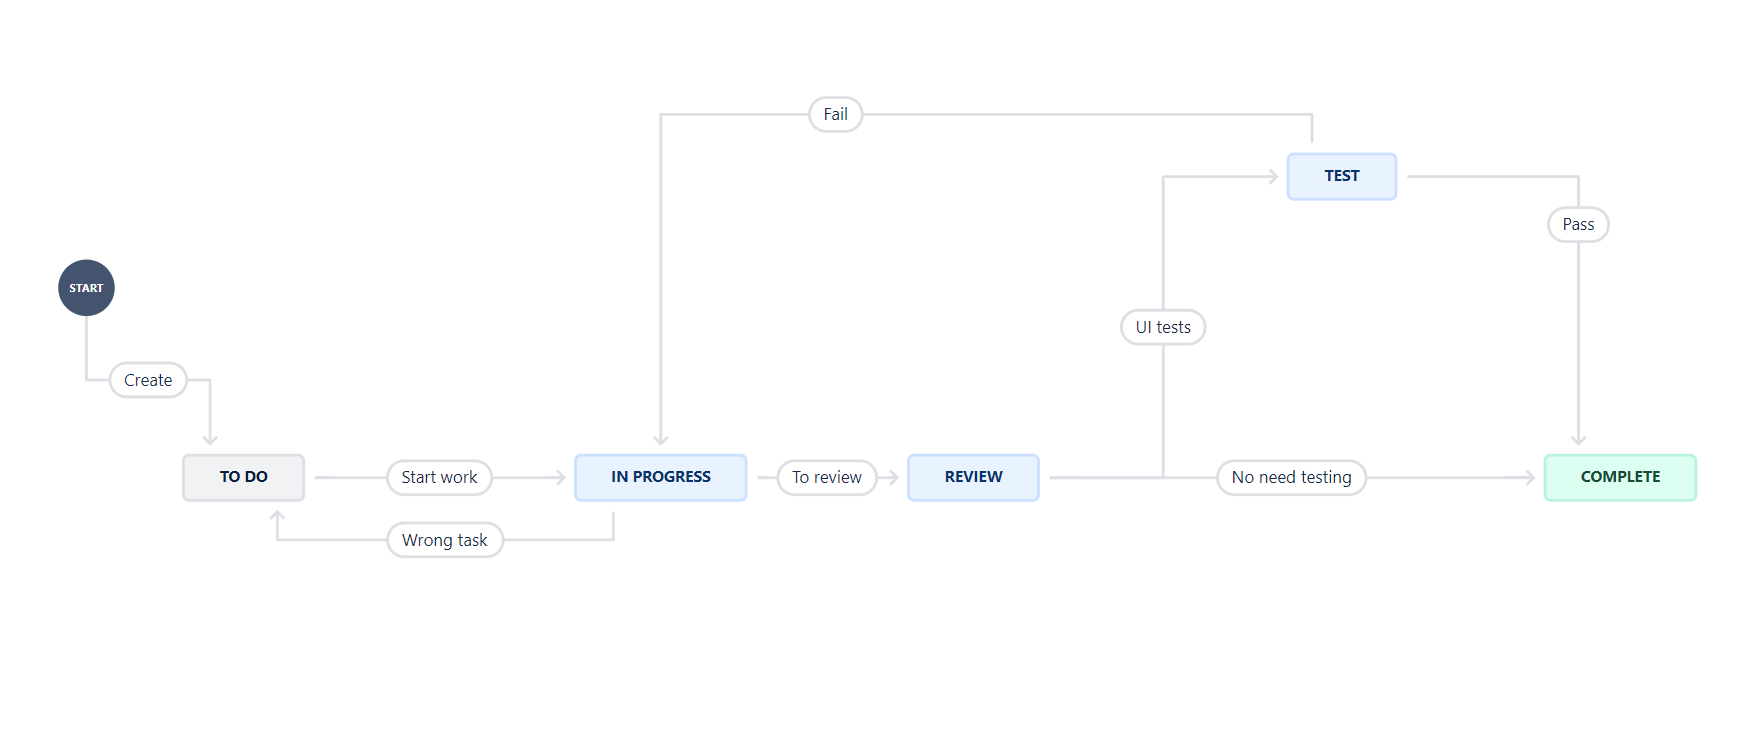 Fail
TEST
Pass
START
UI tests
Create
TO DO
Start work
IN PROGRESS
To review
REVIEW
No need testing
COMPLETE
Wrong task